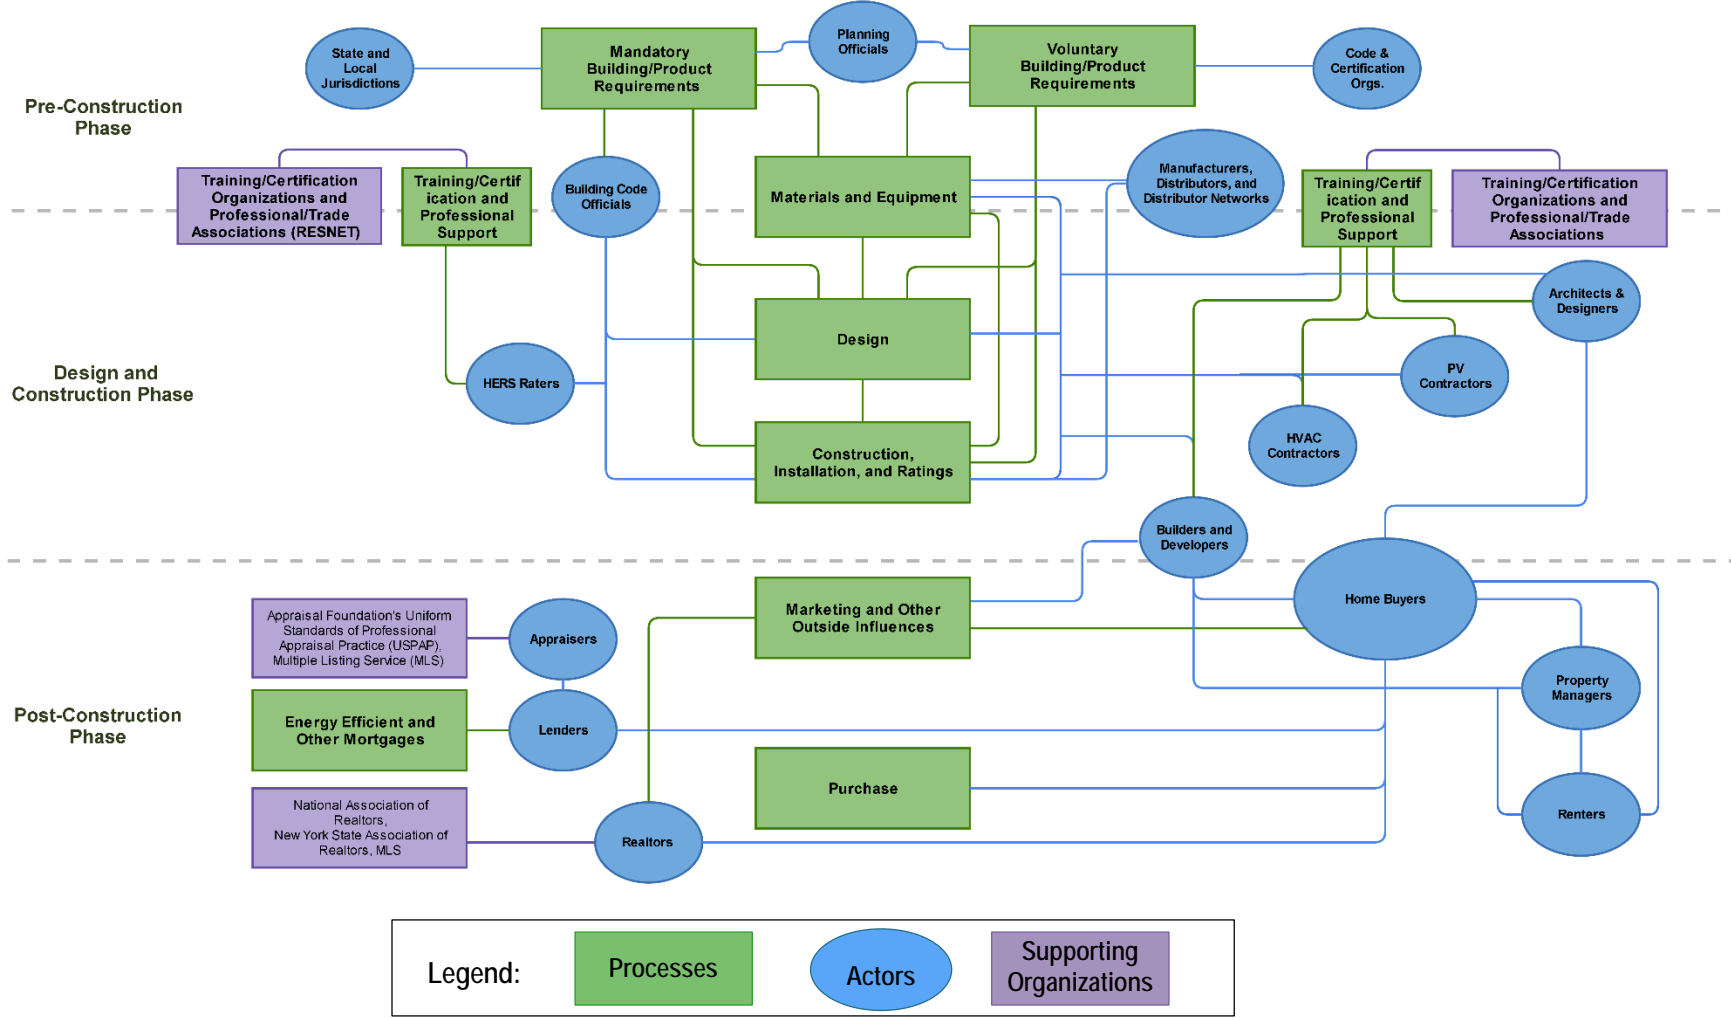 Planning
Officials
State and
Local
Jurisdictions
Mandatory
Building/Product
Requirements
Voluntary
Building/Product
Requirements
Code &
Certification
Orgs.
Pre-Construction
Phase
Training/Certification
Organizations and
Professional/Trade
Associations (RESNET)
Training/Certif
ication and
Professional
Support
Building Code
Officials
Materials and Equipment
Manufacturers,
Distributors, and
Distributor Networks
Training/Certif
ication and
Professional
Support
Training/Certification
Organizations and
Professional/Trade
Associations
Architects &
Designers
Design
Design and
Construction Phase
HERS Raters
PV
Contractors
HVAC
Contractors
Construction,
Installation, and Ratings
Builders and
Developers
Home Buyers
Marketing and Other
Outside Influences
Appraisal Foundation's Uniform
Standards of Professional
Appraisal Practice (USPAP),
Multiple Listing Service (MLS)
Appraisers
Property
Managers
Post-Construction
Phase
Energy Efficient and
Other Mortgages
Lenders
Purchase
Renters
National Association of
Realtors,
New York State Association of
Realtors, MLS
Realtors
Legend:
Processes
Actors
Supporting
Organizations